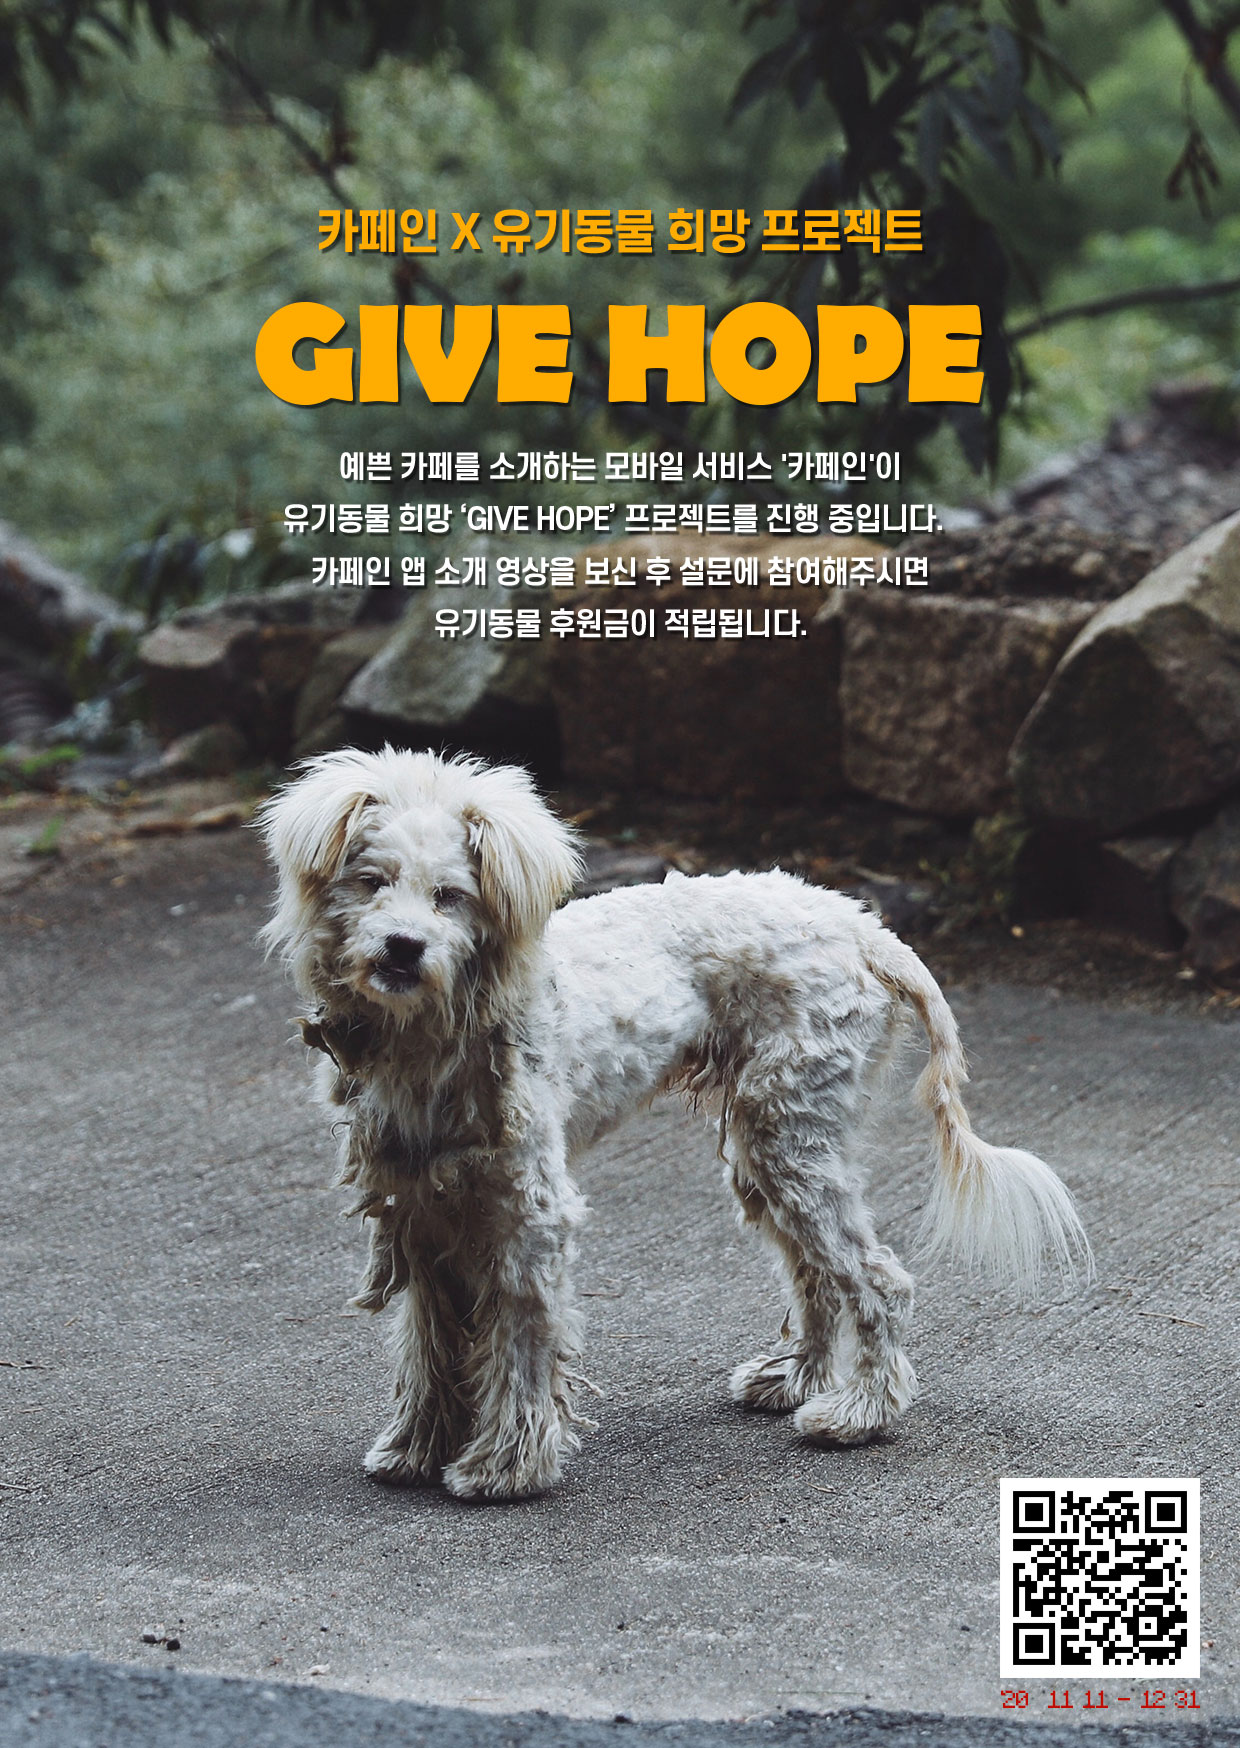 카페인 X 유기동물 희망 프로젝트
GIVE HOPE
예쁜 카페를 소개하는 모바일 서비스 '카페인'이
유기동물 희망 ‘GIVE HOPE’ 프로젝트를 진행 중입니다.
카페인 앱 소개 영상을 보신 후 설문에 참여해주시면
유기동물 후원금이 적립됩니다.
'20 11 11 - 12 31